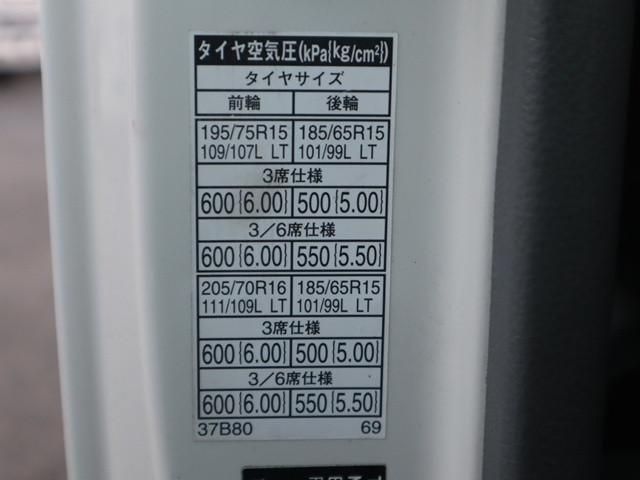 タイヤ空気圧(kPa{kg/cm²})
タイヤサイズ
前輪 後輪
195/75R15 185/65R15
109/107L LT 101/99L LT
3席仕様
600{6.00} 500{5.00}
3/6席仕様
600{6.00} 550{5.50}
205/70R16 185/65R15
111/109L LT 101/99L LT
3席仕様
600{6.00} 500{5.00}
3/6席仕様
600{6.00} 550{5.50}
37B80 69